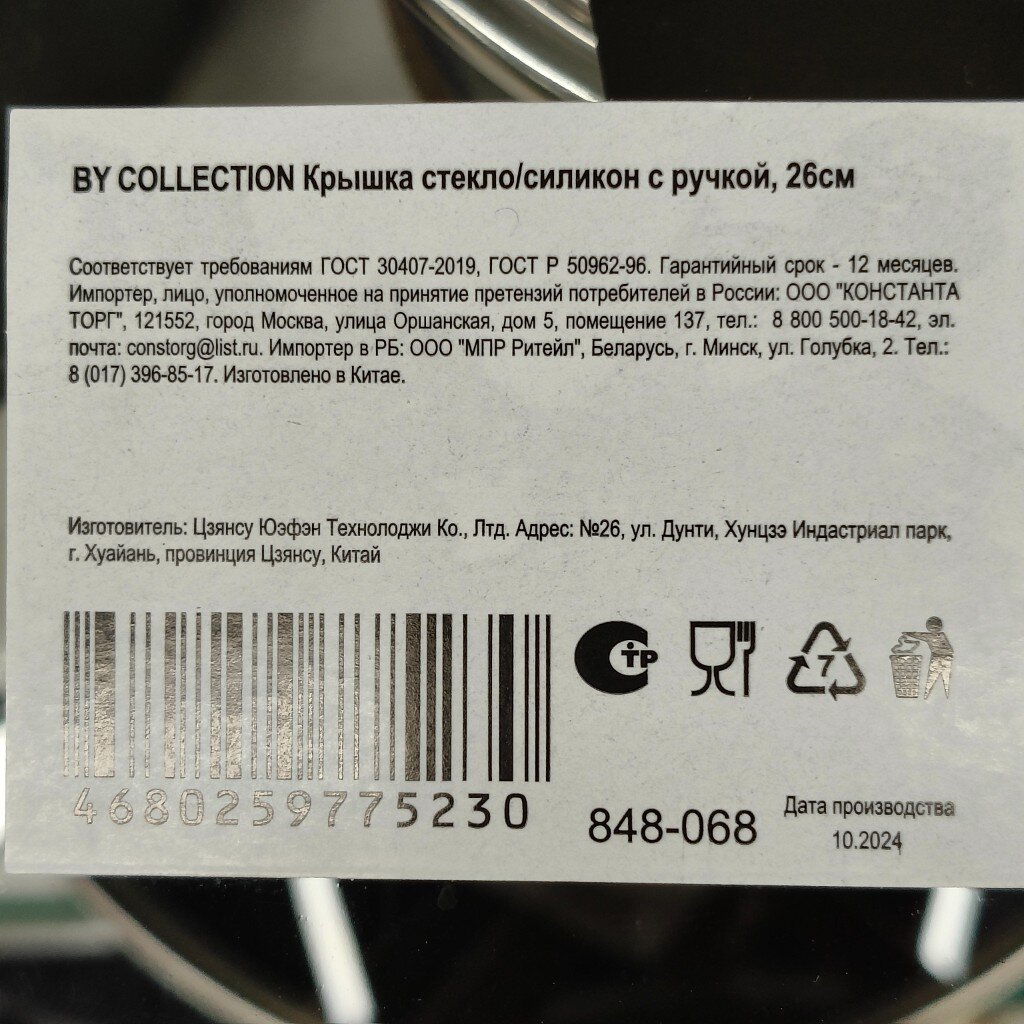 BY COLLECTION Крышка стекло/силикон с ручкой, 26см
Соответствует требованиям ГОСТ 30407-2019, ГОСТ Р 50962-96. Гарантийный срок - 12 месяцев.
Импортер, лицо, уполномоченное на принятие претензий потребителей в России: ООО "КОНСТАНТА
ТОРГ", 121552, город Москва, улица Оршанская, дом 5, помещение 137, тел.: 8 800 500-18-42, эл.
почта: constorg@list.ru. Импортер в РБ: ООО "МПР Ритейл", Беларусь, г. Минск, ул. Голубка, 2. Тел.:
8 (017) 396-85-17. Изготовлено в Китае.
Изготовитель: Цзянсу Юэфэн Технолоджи Ко., Лтд. Адрес: №26, ул. Дунти, Хунцзэ Индастриал парк,
г. Хуайань, провинция Цзянсу, Китай
СТР
7
4680259775230
848-068
Дата производства
10.2024